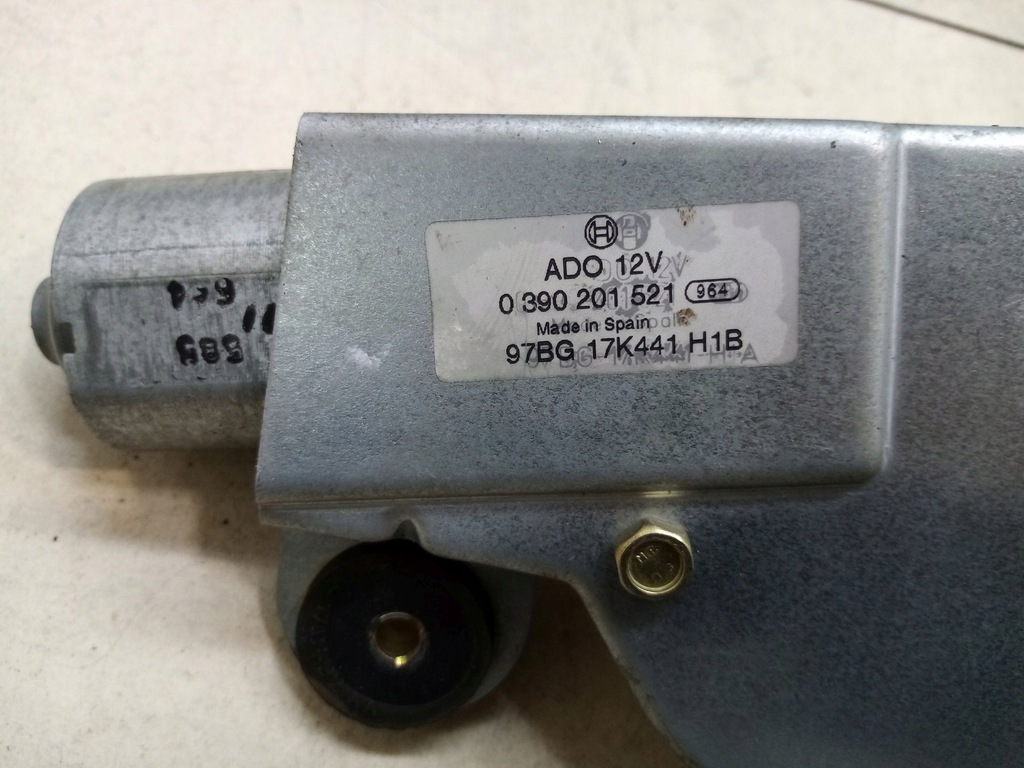 ADO 12V
0 390 201 521 964
Made in Spain
97BG 17K441 H1B